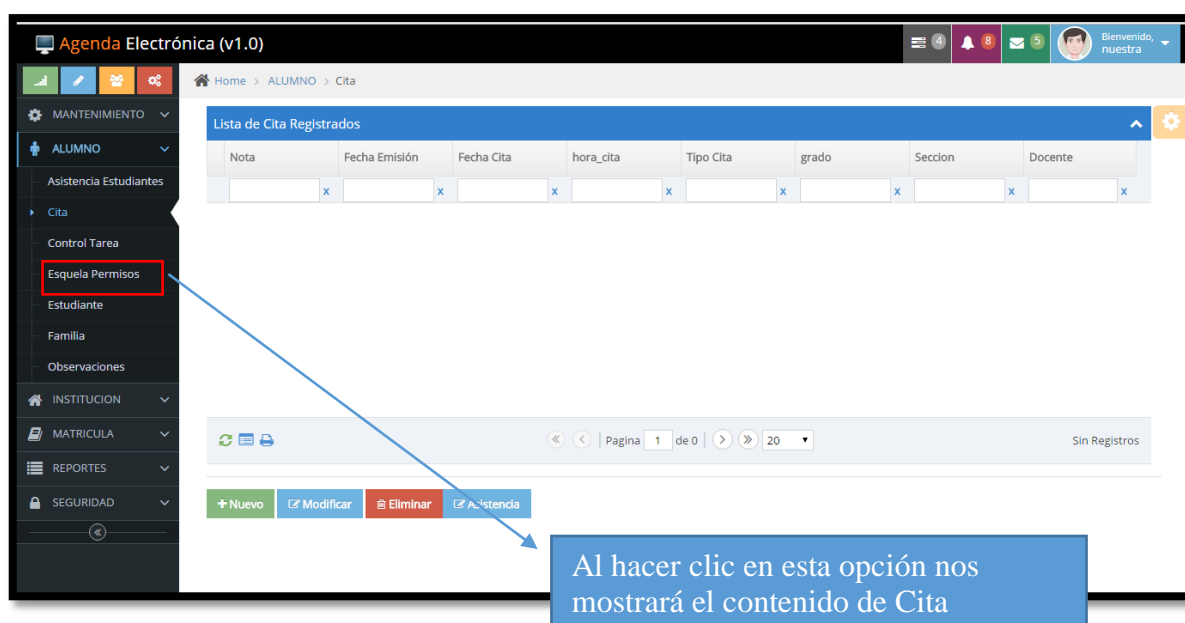 Agenda Electrónica (v1.0)
4
8
5
Bienvenido,
nuestra
Home > ALUMNO > Cita
MANTENIMIENTO
ALUMNO
Asistencia Estudiantes
Cita
Control Tarea
Esquela Permisos
Estudiante
Familia
Observaciones
INSTITUCION
MATRICULA
REPORTES
SEGURIDAD
Lista de Cita Registrados
Nota Fecha Emisión Fecha Cita hora_cita Tipo Cita grado Seccion Docente
x x x x x x x x
Pagina 1 de 0 20
Sin Registros
+Nuevo Modificar Eliminar Asistencia
Al hacer clic en esta opción nos
mostrará el contenido de Cita